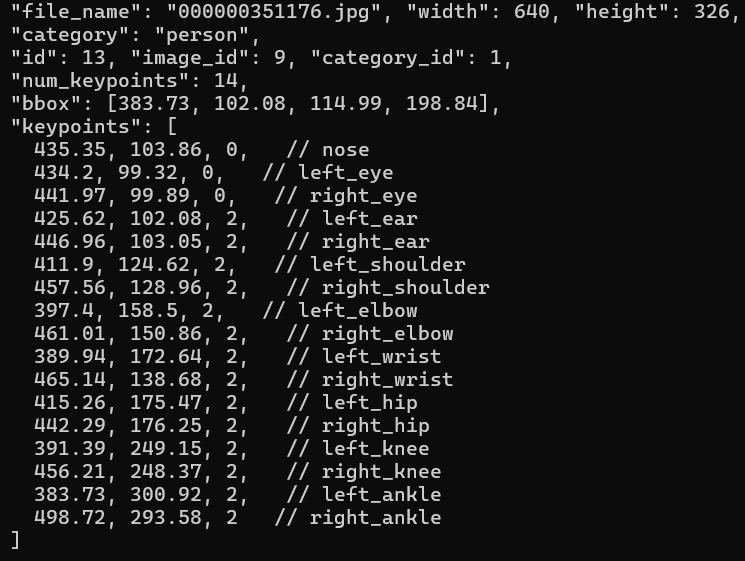 "file_name": "000000351176.jpg", "width": 640, "height": 326,
"category": "person",
"id": 13, "image_id": 9, "category_id": 1,
"num_keypoints": 14,
"bbox": [383.73, 102.08, 114.99, 198.84],
"keypoints": [
  435.35, 103.86, 0,   // nose
  434.2, 99.32, 0,   // left_eye
  441.97, 99.89, 0,   // right_eye
  425.62, 102.08, 2,   // left_ear
  446.96, 103.05, 2,   // right_ear
  411.9, 124.62, 2,   // left_shoulder
  457.56, 128.96, 2,   // right_shoulder
  397.4, 158.5, 2,   // left_elbow
  461.01, 150.86, 2,   // right_elbow
  389.94, 172.64, 2,   // left_wrist
  465.14, 138.68, 2,   // right_wrist
  415.26, 175.47, 2,   // left_hip
  442.29, 176.25, 2,   // right_hip
  391.39, 249.15, 2,   // left_knee
  456.21, 248.37, 2,   // right_knee
  383.73, 300.92, 2,   // left_ankle
  498.72, 293.58, 2   // right_ankle
]